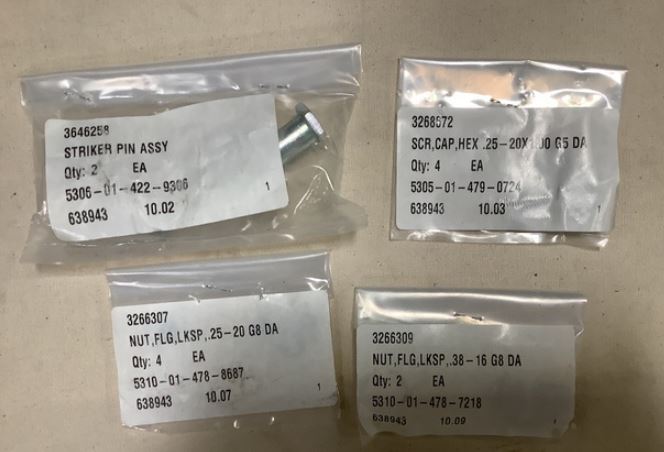 3646258
STRIKER PIN ASSY
Qty: 2 EA
5306-01-422-9306
638943 10.02 1
3268572
SCR,CAP,HEX .25-20X1.00 G5 DA
Qty: 4 EA
5305-01-479-0724
638943 10.03 1
3266307
NUT,FLG,LKSP,.25-20 G8 DA
Qty: 4 EA
5310-01-478-8687
638943 10.07 1
3266309
NUT,FLG,LKSP,.38-16 G8 DA
Qty: 2 EA
5310-01-478-7218
638943 10.09 1